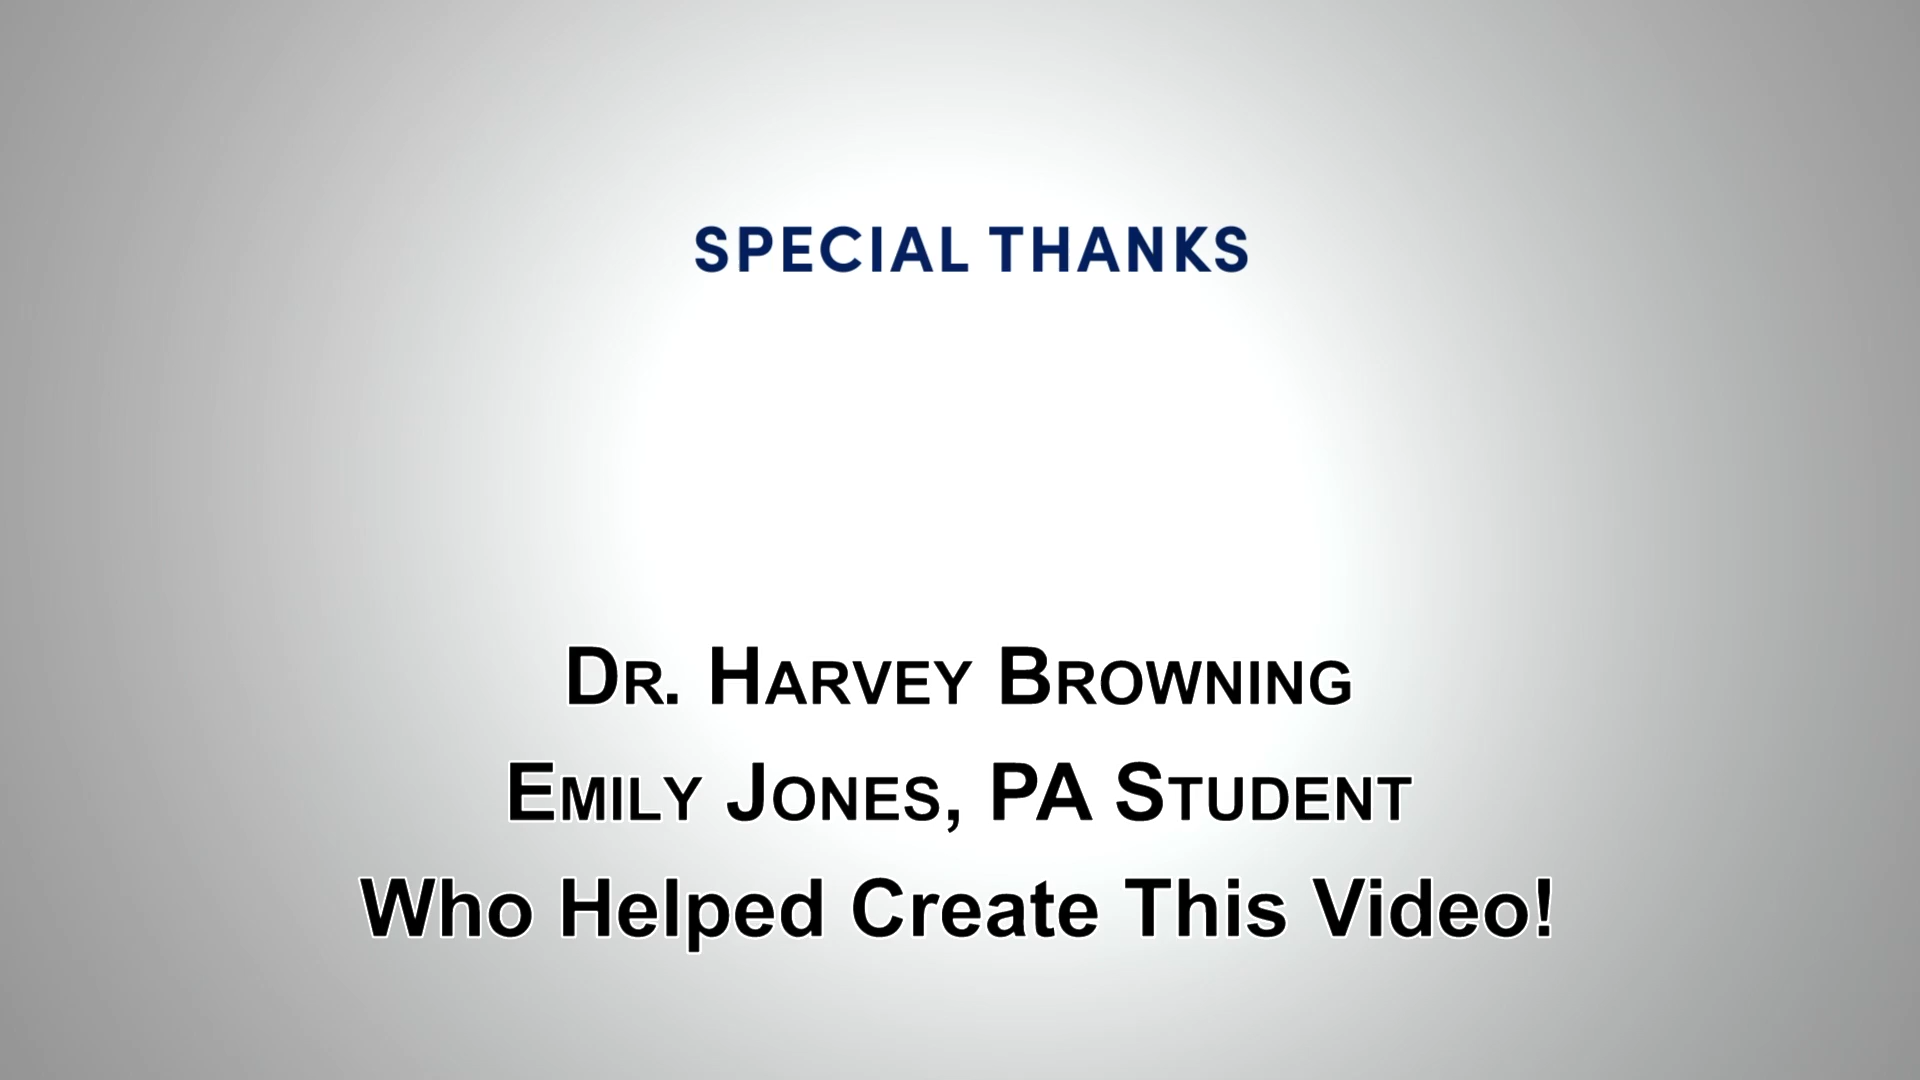 SPECIAL THANKS
DR. HARVEY BROWNING
EMILY JONES, PA STUDENT
Who Helped Create This Video!